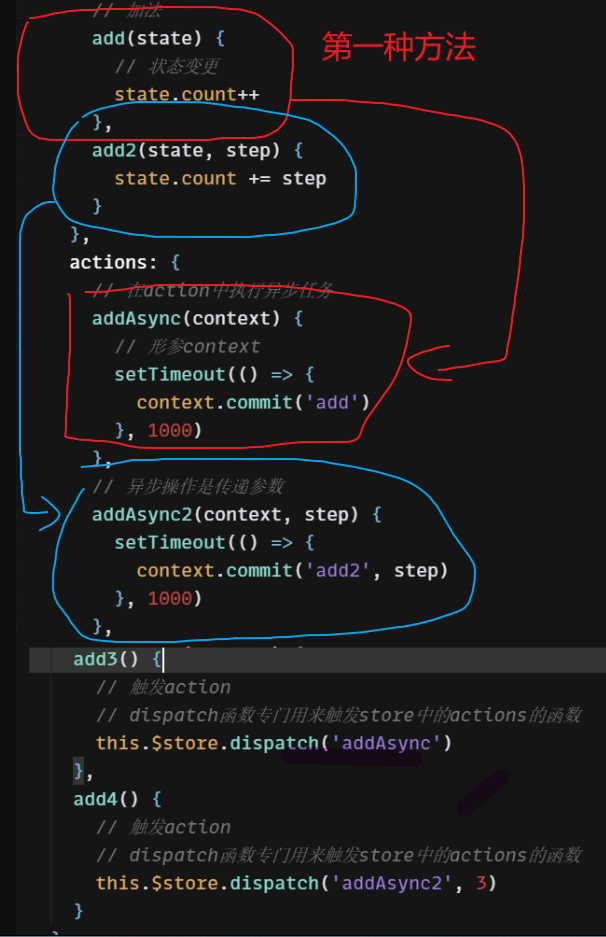 // 加法
add(state) {
第一种方法
// 状态变更
state.count++
},
add2(state, step) {
state.count += step
}
},
actions: {
// 在action中执行异步任务
addAsync(context) {
// 形参context
setTimeout(() => {
context.commit('add')
}, 1000)
},
// 异步操作是传递参数
addAsync2(context, step) {
setTimeout(() => {
context.commit('add2', step)
}, 1000)
},
add3() {
// 触发action
// dispatch函数专门用来触发store中的actions的函数
this.$store.dispatch('addAsync')
},
add4() {
// 触发action
// dispatch函数专门用来触发store中的actions的函数
this.$store.dispatch('addAsync2', 3)
}